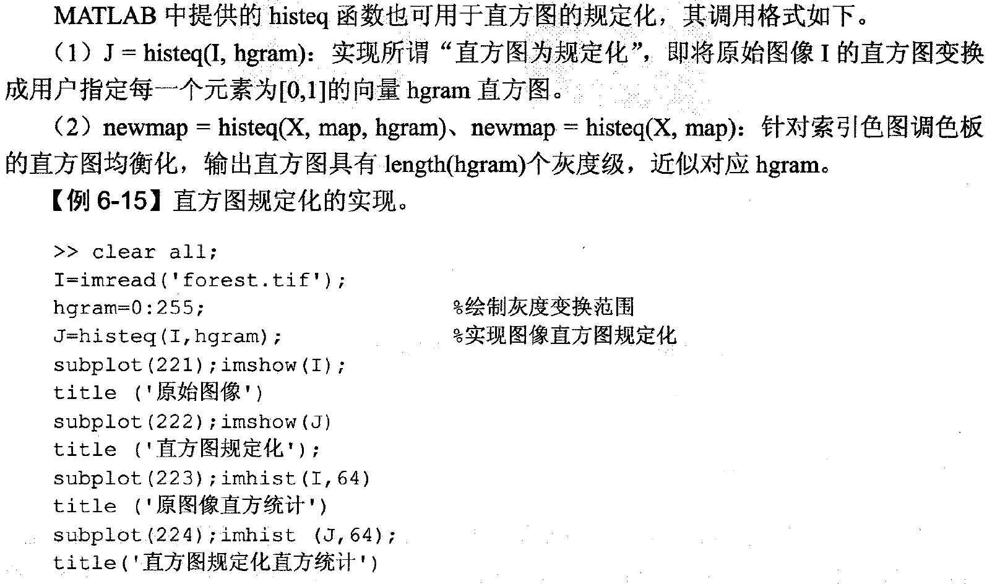 MATLAB 中提供的 histeq 函数也可用于直方图的规定化，其调用格式如下。
（1）J = histeq(I, hgram)：实现所谓“直方图为规定化”，即将原始图像 I 的直方图变换
成用户指定每一个元素为[0,1]的向量 hgram 直方图。
（2）newmap = histeq(X, map, hgram)、newmap = histeq(X, map)：针对索引色图调色板
的直方图均衡化，输出直方图具有 length(hgram)个灰度级，近似对应 hgram。
【例 6-15】直方图规定化的实现。
>> clear all;
I=imread('forest.tif');
hgram=0:255; %绘制灰度变换范围
J=histeq(I,hgram); %实现图像直方图规定化
subplot(221);imshow(I);
title ('原始图像')
subplot(222);imshow(J)
title ('直方图规定化');
subplot(223);imhist(I,64)
title ('原图像直方统计')
subplot(224);imhist (J,64);
title('直方图规定化直方统计')